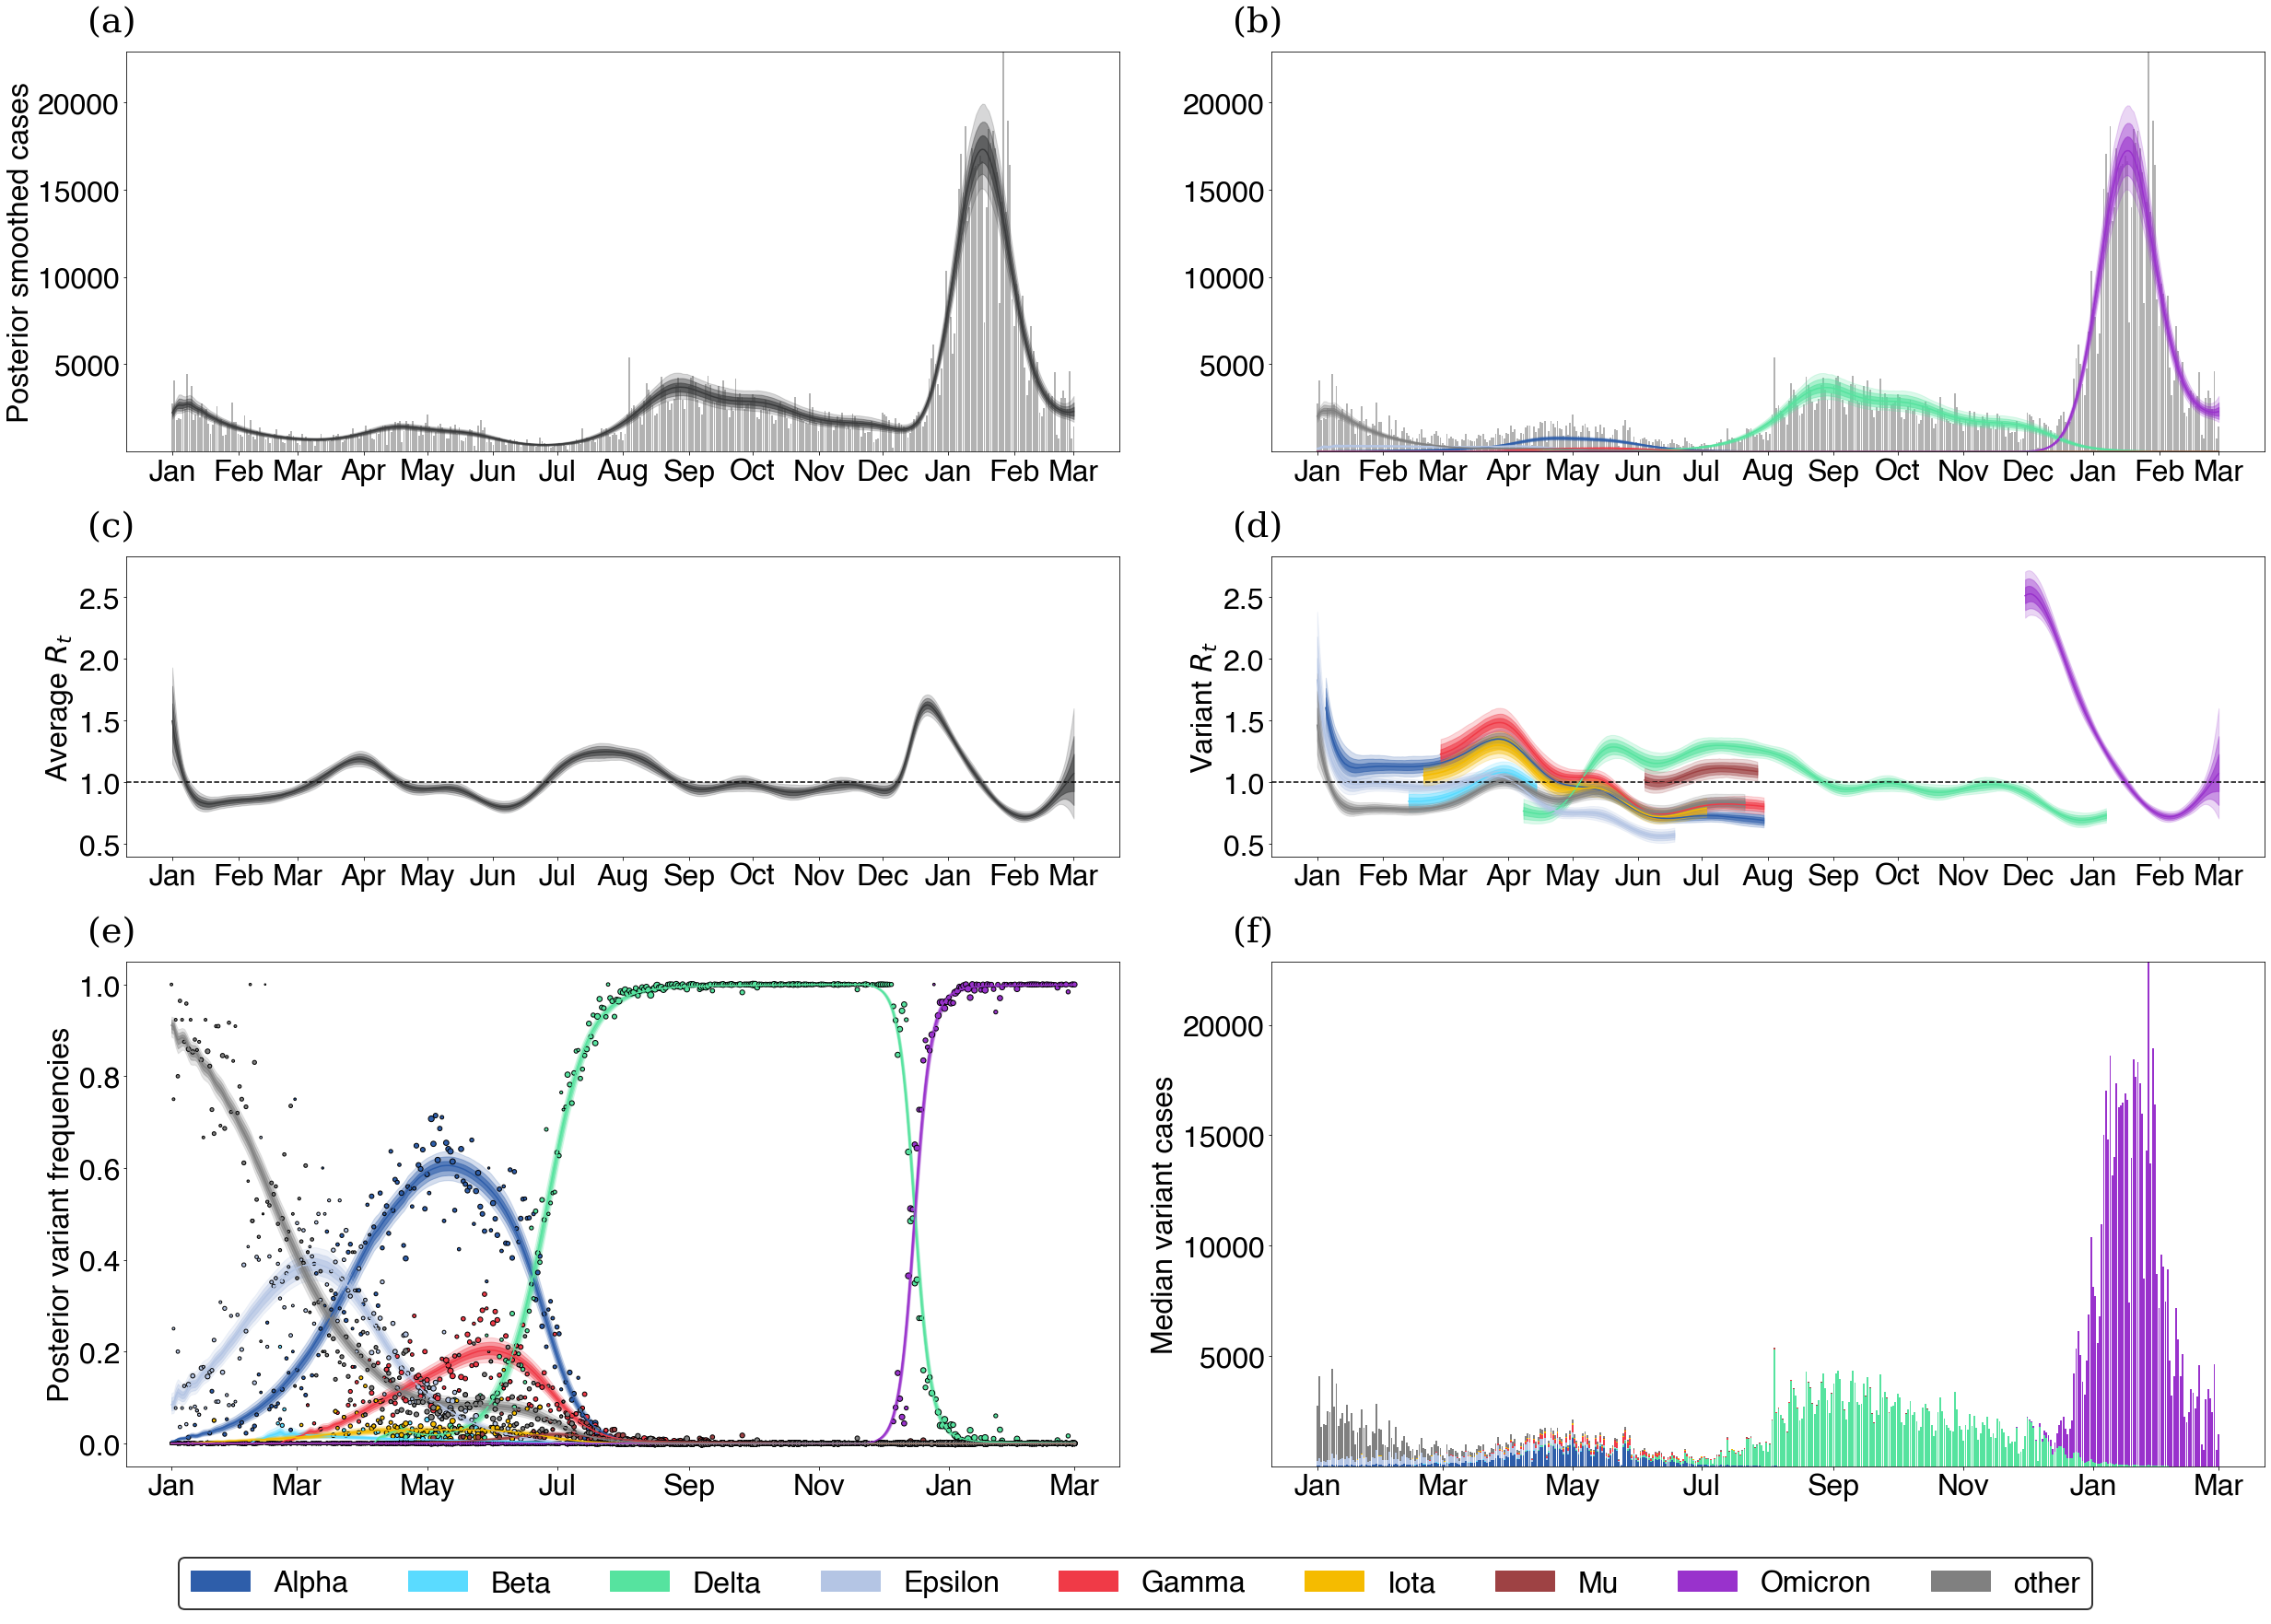 (a)
Posterior smoothed cases
20000
15000
10000
5000
Jan Feb Mar Apr May Jun Jul Aug Sep Oct Nov Dec Jan Feb Mar
(b)
20000
15000
10000
5000
Jan Feb Mar Apr May Jun Jul Aug Sep Oct Nov Dec Jan Feb Mar
(c)
Average Rt
2.5
2.0
1.5
1.0
0.5
Jan Feb Mar Apr May Jun Jul Aug Sep Oct Nov Dec Jan Feb Mar
(d)
Variant Rt
2.5
2.0
1.5
1.0
0.5
Jan Feb Mar Apr May Jun Jul Aug Sep Oct Nov Dec Jan Feb Mar
(e)
Posterior variant frequencies
1.0
0.8
0.6
0.4
0.2
0.0
Jan Mar May Jul Sep Nov Jan Mar
(f)
Median variant cases
20000
15000
10000
5000
Jan Mar May Jul Sep Nov Jan Mar
Alpha Beta Delta Epsilon Gamma Iota Mu Omicron other